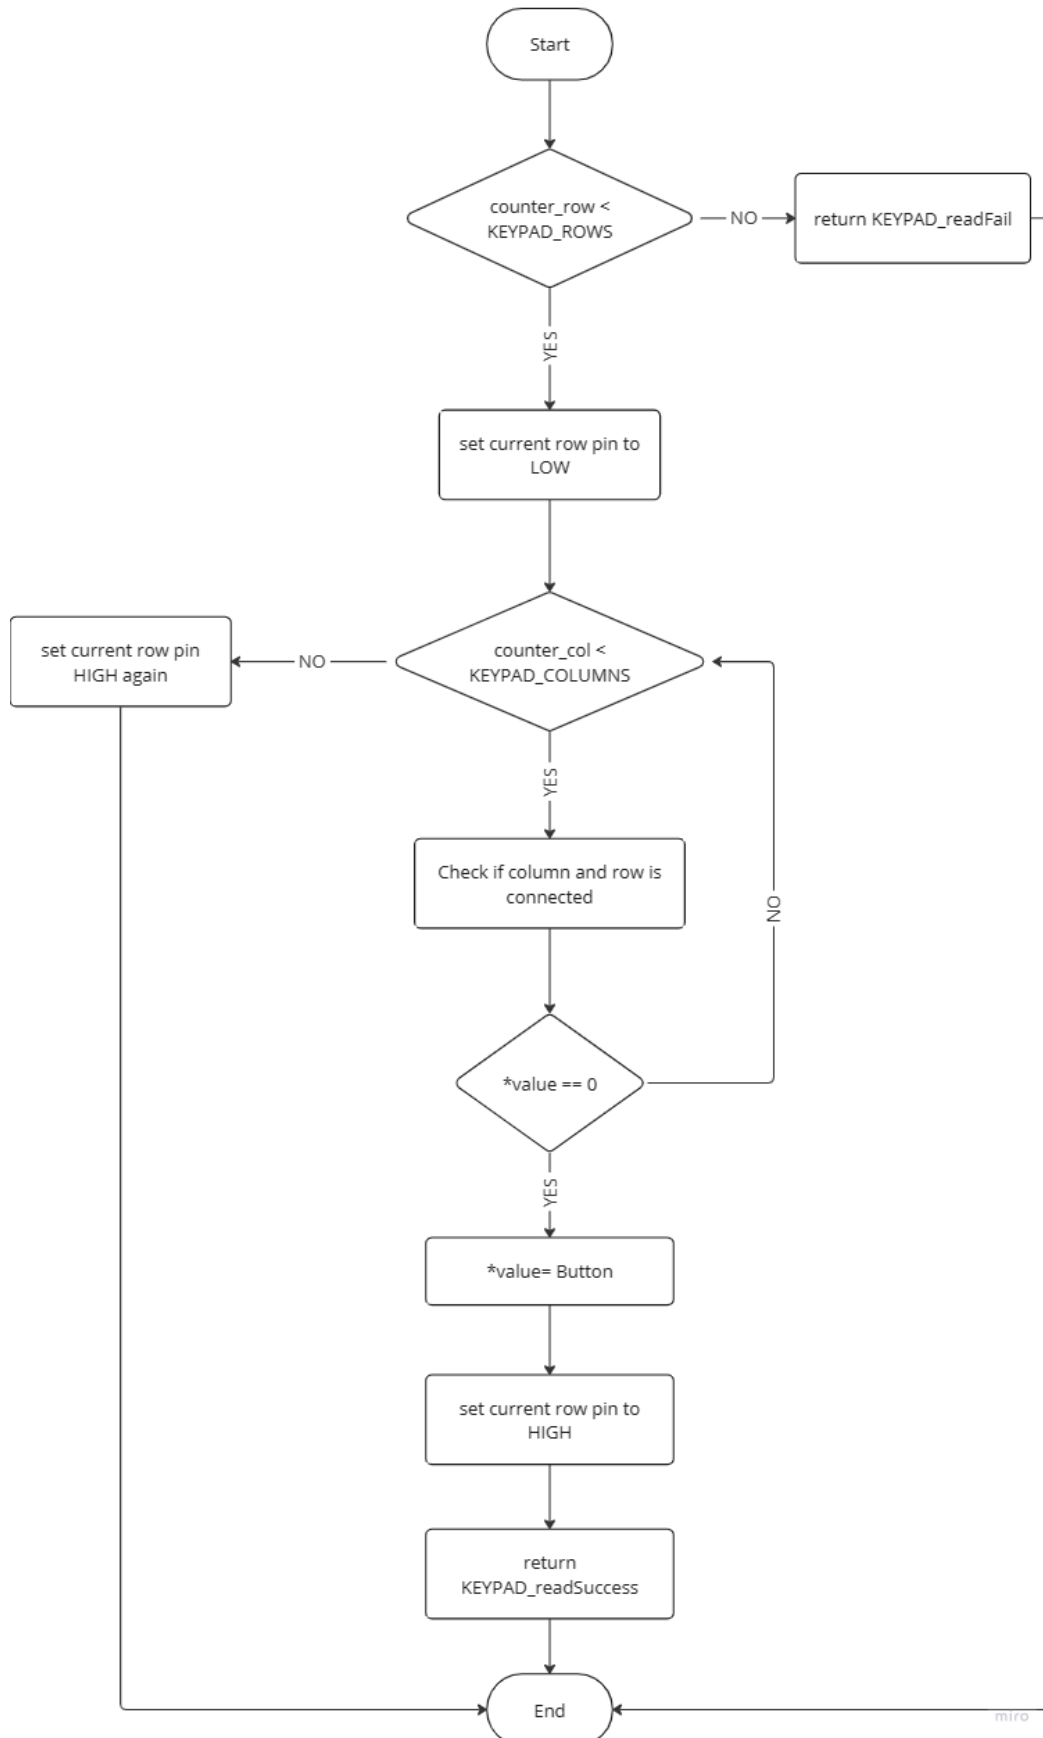 Start
counter_row <
KEYPAD_ROWS
NO
return KEYPAD_readFail
YES
set current row pin to
LOW
set current row pin
HIGH again
NO
counter_col <
KEYPAD_COLUMNS
YES
Check if column and row is
connected
NO
*value == 0
YES
*value= Button
set current row pin to
HIGH
return
KEYPAD_readSuccess
End
miro